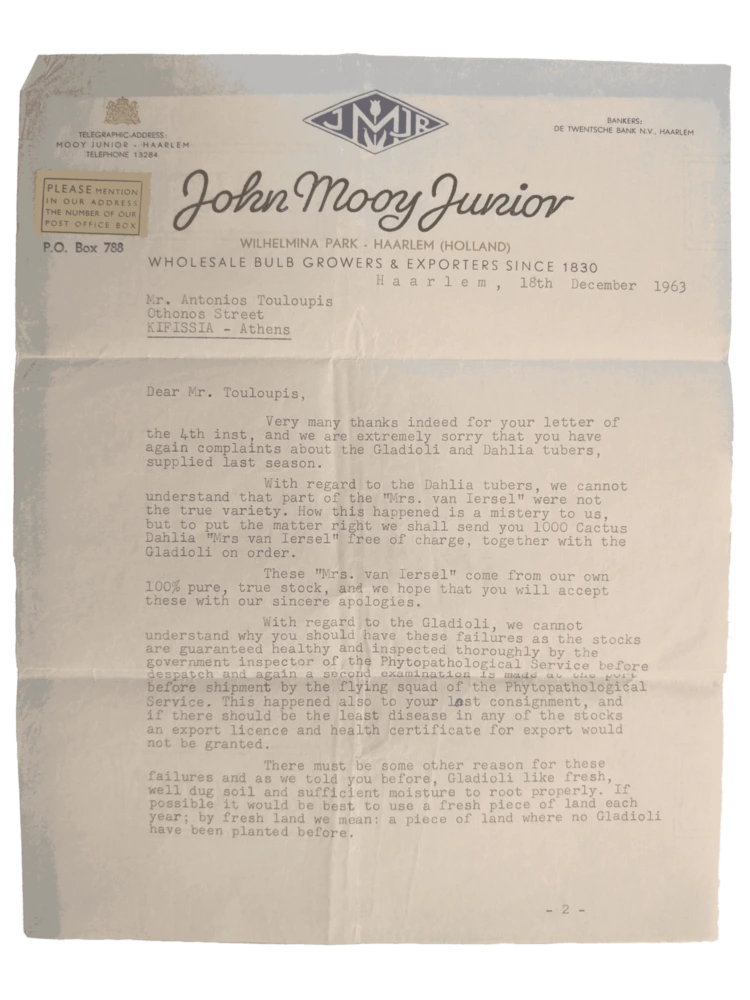 TELEGRAPHIC-ADDRESS:
MOOY JUNIOR - HAARLEM
TELEPHONE 13284
JMJR
BANKERS:
DE TWENTSCHE BANK N.V., HAARLEM
PLEASE MENTION
IN OUR ADDRESS
THE NUMBER OF OUR
POST OFFICE BOX
P.O. Box 788
John Mooy Junior
WILHELMINA PARK - HAARLEM (HOLLAND)
WHOLESALE BULB GROWERS & EXPORTERS SINCE 1830
Haarlem, 18th December 1963
Mr. Antonios Touloupis
Othonos Street
KIFISSIA - Athens
Dear Mr. Touloupis,
Very many thanks indeed for your letter of
the 4th inst, and we are extremely sorry that you have
again complaints about the Gladioli and Dahlia tubers,
supplied last season.
With regard to the Dahlia tubers, we cannot
understand that part of the "Mrs. van Iersel" were not
the true variety. How this happened is a mistery to us,
but to put the matter right we shall send you 1000 Cactus
Dahlia "Mrs van Iersel" free of charge, together with the
Gladioli on order.
These "Mrs. van Iersel" come from our own
100% pure, true stock, and we hope that you will accept
these with our sincere apologies.
With regard to the Gladioli, we cannot
understand why you should have these failures as the stocks
are guaranteed healthy and inspected thoroughly by the
government inspector of the Phytopathological Service before
despatch and again a second examination is made at the port
before shipment by the flying squad of the Phytopathological
Service. This happened also to your last consignment, and
if there should be the least disease in any of the stocks
an export licence and health certificate for export would
not be granted.
There must be some other reason for these
failures and as we told you before, Gladioli like fresh,
well dug soil and sufficient moisture to root properly. If
possible it would be best to use a fresh piece of land each
year; by fresh land we mean: a piece of land where no Gladioli
have been planted before.
- 2 -